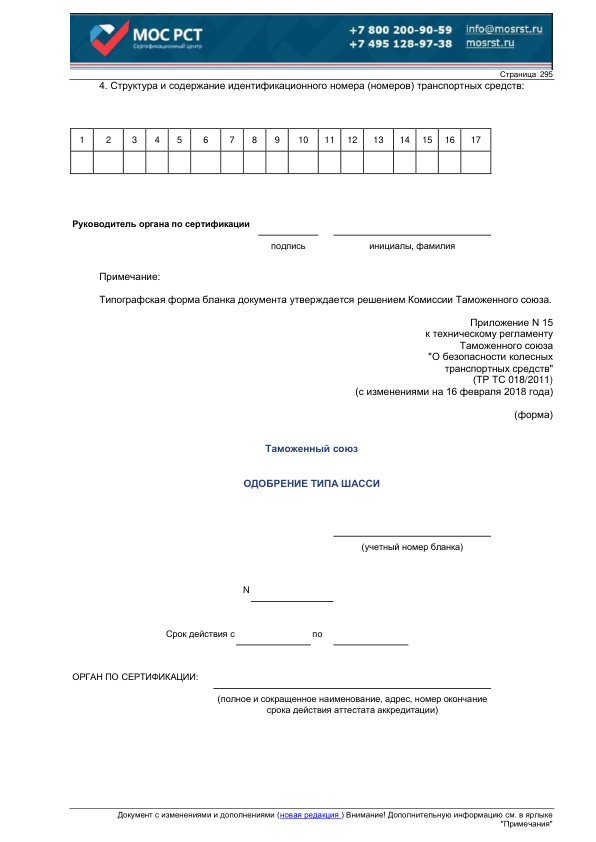 МОС РСТ
Сертификационный центр
+7 800 200-90-59
+7 495 128-97-38
info@mosrst.ru
mosrst.ru
Страница 295
4. Структура и содержание идентификационного номера (номеров) транспортных средств:
1 2 3 4 5 6 7 8 9 10 11 12 13 14 15 16 17
Руководитель органа по сертификации
подпись инициалы, фамилия
Примечание:
Типографская форма бланка документа утверждается решением Комиссии Таможенного союза.
Приложение N 15
к техническому регламенту
Таможенного союза
"О безопасности колесных
транспортных средств"
(ТР ТС 018/2011)
(с изменениями на 16 февраля 2018 года)
(форма)
Таможенный союз
ОДОБРЕНИЕ ТИПА ШАССИ
(учетный номер бланка)
N
Срок действия с по
ОРГАН ПО СЕРТИФИКАЦИИ:
(полное и сокращенное наименование, адрес, номер окончание
срока действия аттестата аккредитации)
Документ с изменениями и дополнениями (новая редакция ) Внимание! Дополнительную информацию см. в ярлыке
"Примечания"